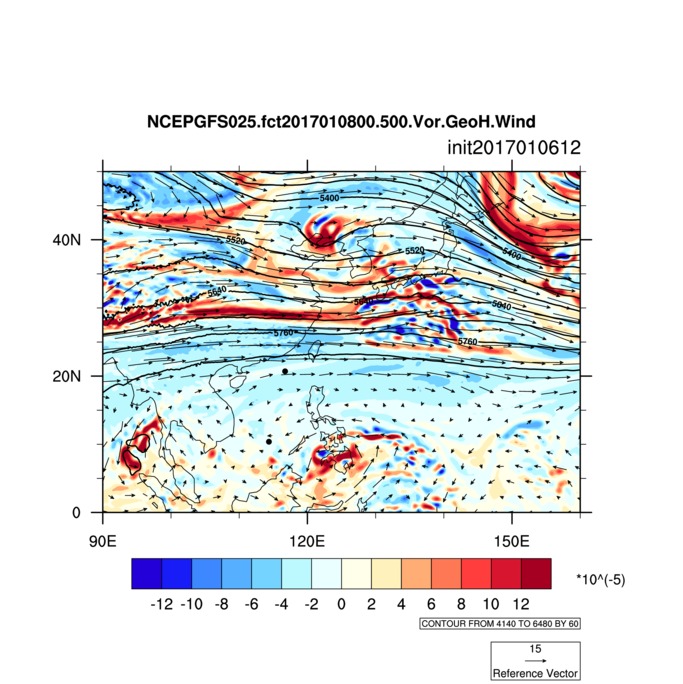 NCEPGFS025.fct2017010800.500.Vor.GeoH.Wind
init2017010612
5400
40N
5520
5520
5400
5640
5640
5760
5760
20N
0
90E 120E 150E
-12 -10 -8 -6 -4 -2 0 2 4 6 8 10 12
*10^(-5)
CONTOUR FROM 4140 TO 6480 BY 60
15
Reference Vector